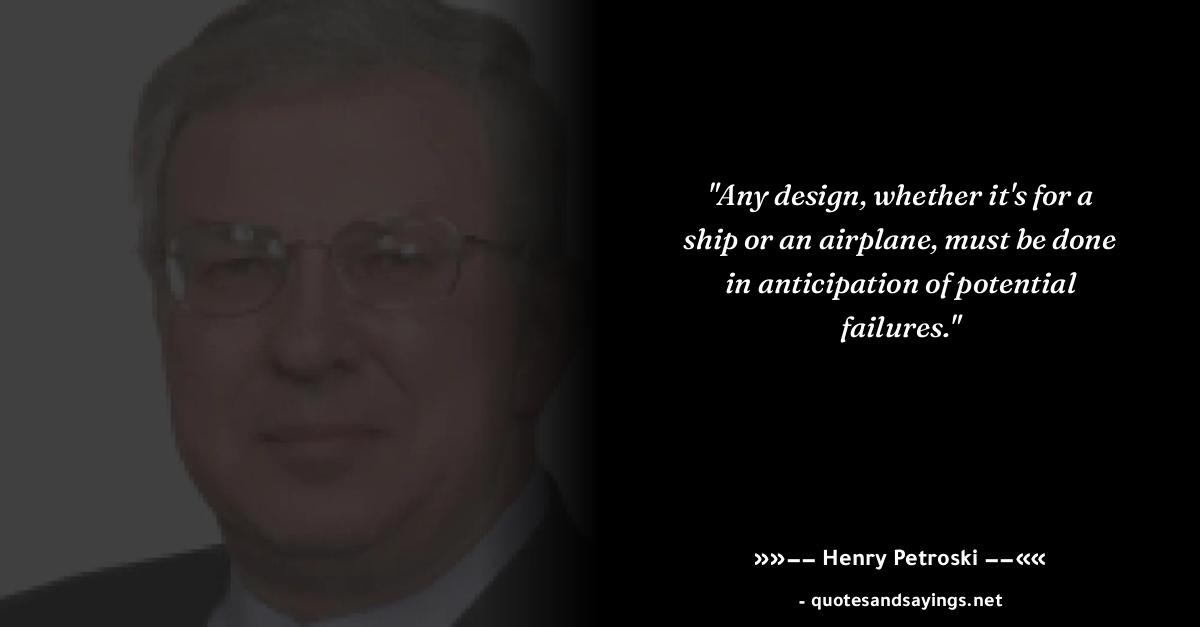 "Any design, whether it's for a
ship or an airplane, must be done
in anticipation of potential
failures."
»»–– Henry Petroski ––««
- quotesandsayings.net